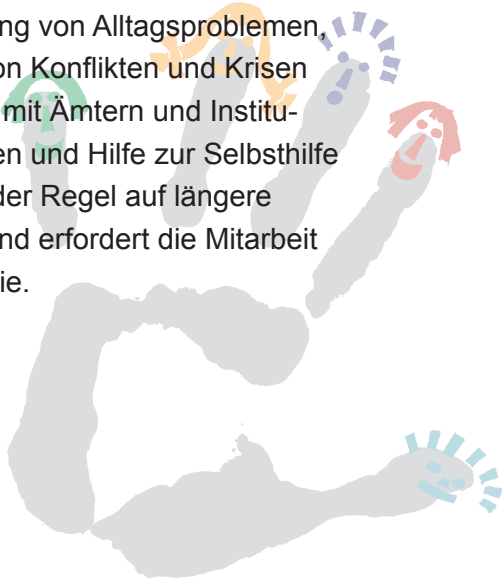 ng von Alltagsproblemen,
on Konflikten und Krisen
mit Ämtern und Institu-
en und Hilfe zur Selbsthilfe
der Regel auf längere
nd erfordert die Mitarbeit
ie.